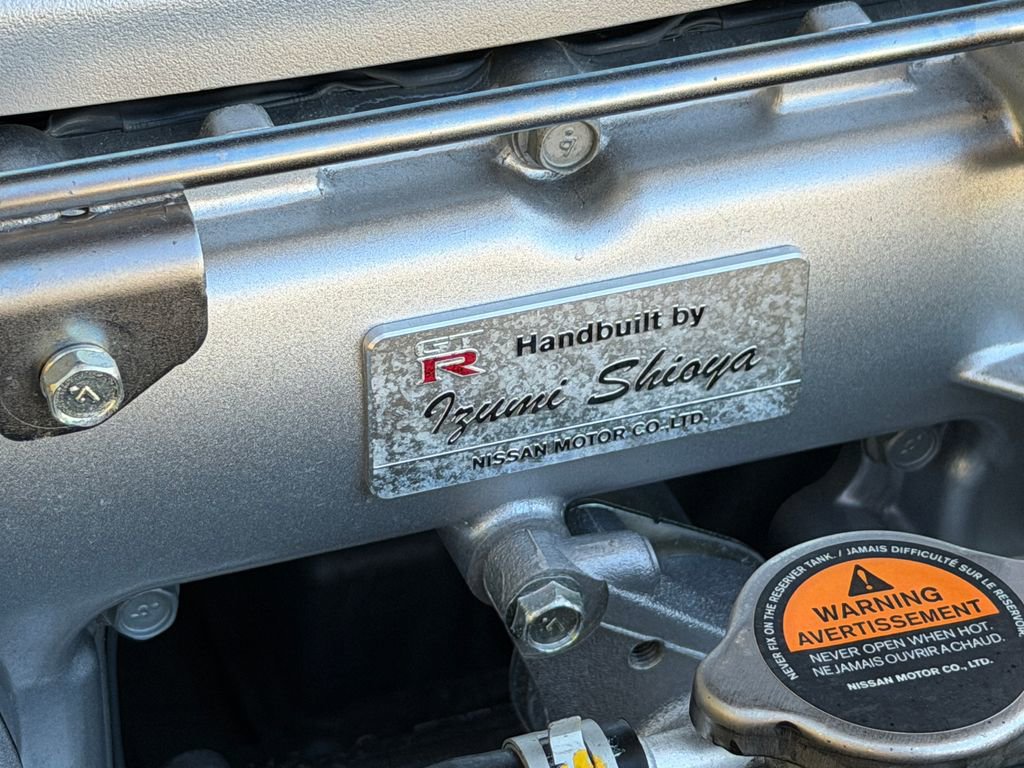 GT
R
Handbuilt by
Izumi Shioya
NISSAN MOTOR CO.,LTD.
NEVER FIX ON THE RESERVER TANK. / JAMAIS DIFFICULTÉ SUR LE RESERVOIR
WARNING
AVERTISSEMENT
NEVER OPEN WHEN HOT.
NE JAMAIS OUVRIR A CHAUD.
NISSAN MOTOR CO., LTD.